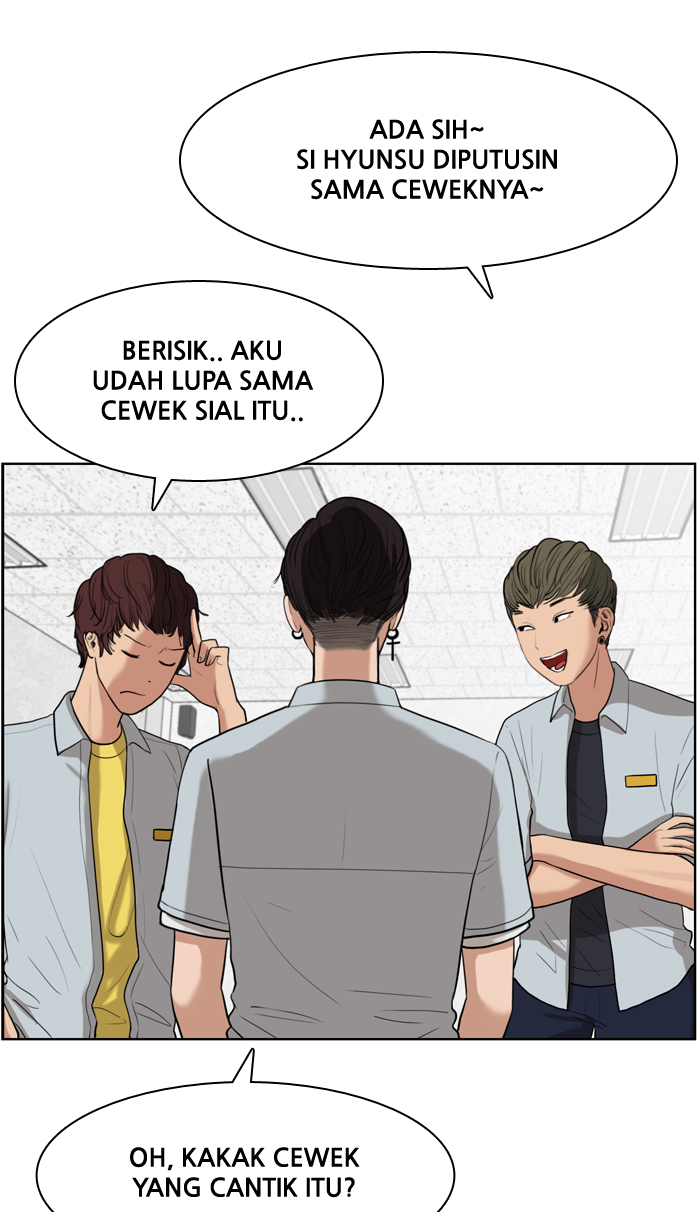 ADA SIH~
SI HYUNSU DIPUTUSIN
SAMA CEWEKNYA~
BERISIK.. AKU
UDAH LUPA SAMA
CEWEK SIAL ITU..
OH, KAKAK CEWEK
YANG CANTIK ITU?